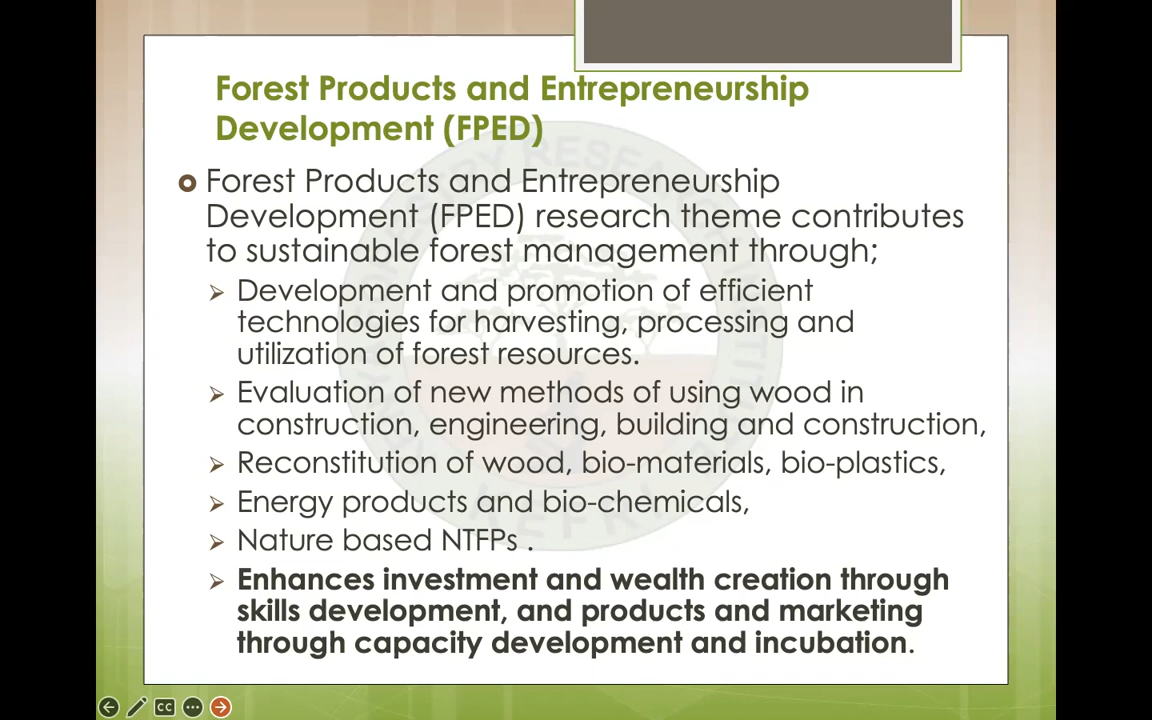 Forest Products and Entrepreneurship
Development (FPED)
Forest Products and Entrepreneurship
Development (FPED) research theme contributes
to sustainable forest management through;
Development and promotion of efficient
technologies for harvesting, processing and
utilization of forest resources.
Evaluation of new methods of using wood in
construction, engineering, building and construction,
Reconstitution of wood, bio-materials, bio-plastics,
Energy products and bio-chemicals,
Nature based NTFPs .
Enhances investment and wealth creation through
skills development, and products and marketing
through capacity development and incubation.
CC